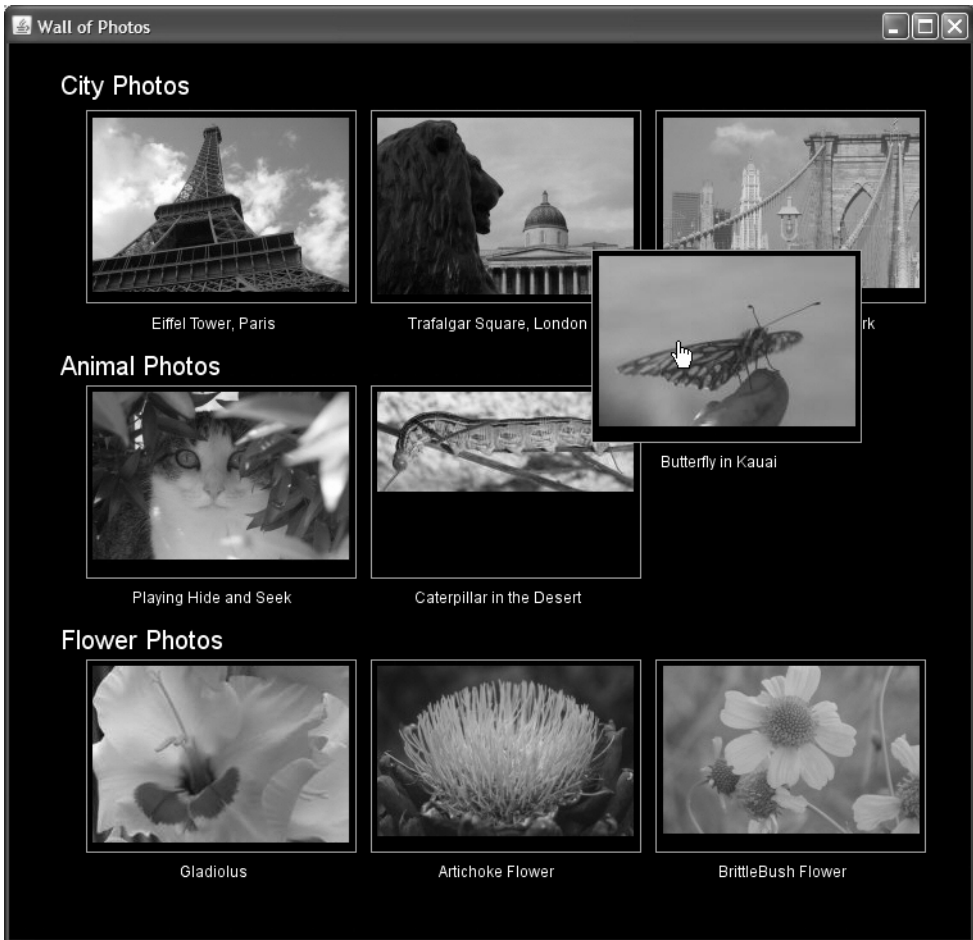 Wall of Photos
City Photos
Eiffel Tower, Paris
Trafalgar Square, London
rk
Animal Photos
Butterfly in Kauai
Playing Hide and Seek
Caterpillar in the Desert
Flower Photos
Gladiolus
Artichoke Flower
BrittleBush Flower